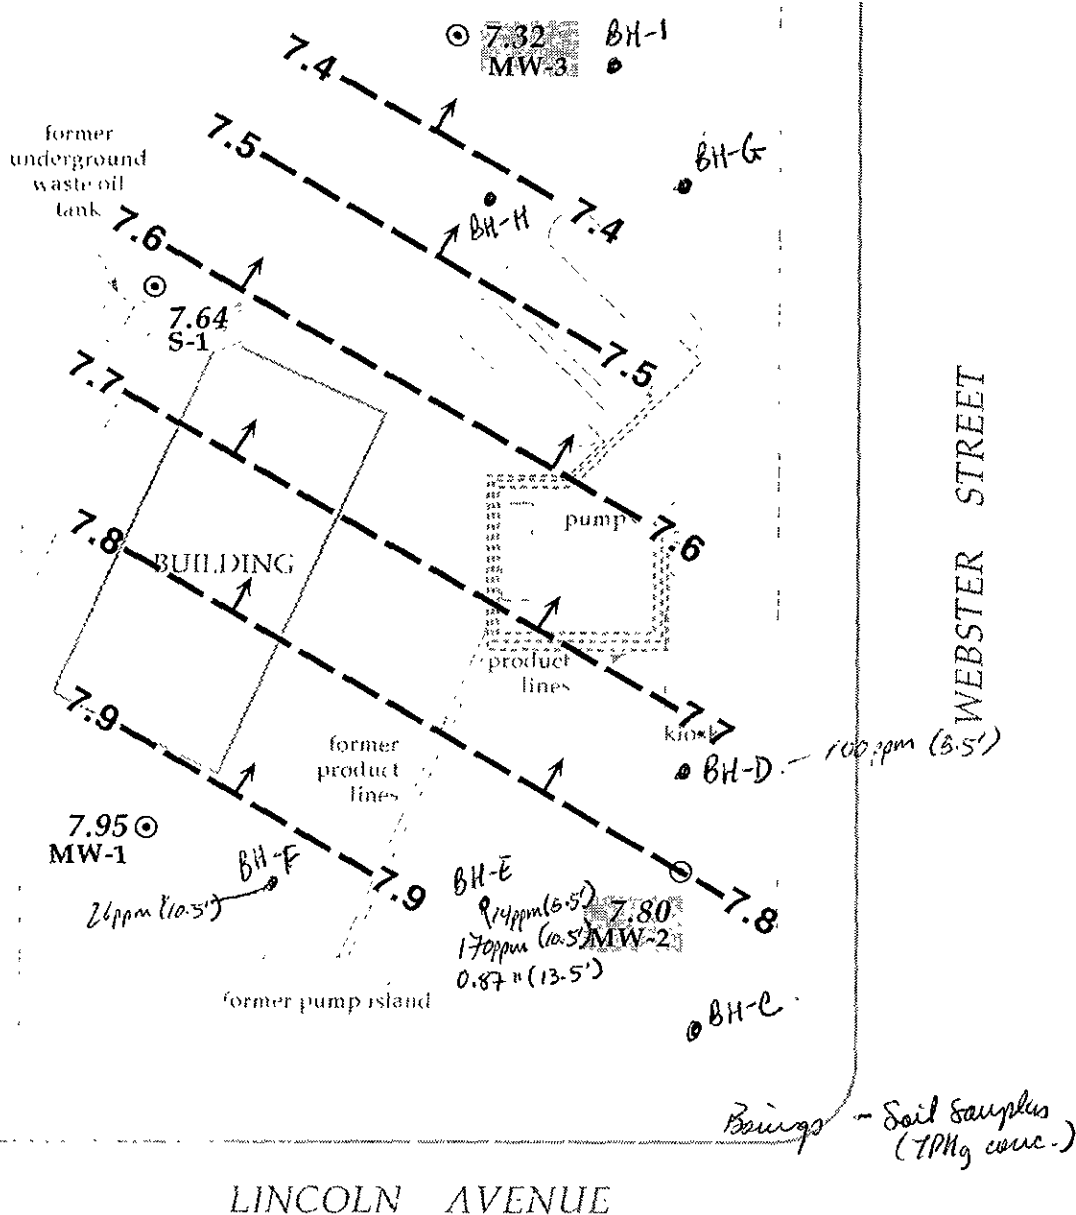 7.32
MW-3
BH-I
7.4
7.5
former
underground
waste oil
tank
BH-G
BH-H
7.4
7.6
7.64
S-1
7.5
7.7
WEBSTER STREET
7.8
BUILDING
pump
7.6
product
lines
7.9
former
product
lines
7.7
kiosk
BH-D - 100ppm (5.5')
7.95
MW-1
BH-F
26ppm (10.5')
7.9
BH-E
14ppm (5.5')
170ppm (10.5')
0.87 " (13.5')
7.80
MW-2
7.8
former pump island
BH-C
Borings - Soil Samples
(TPHg conc.)
LINCOLN AVENUE